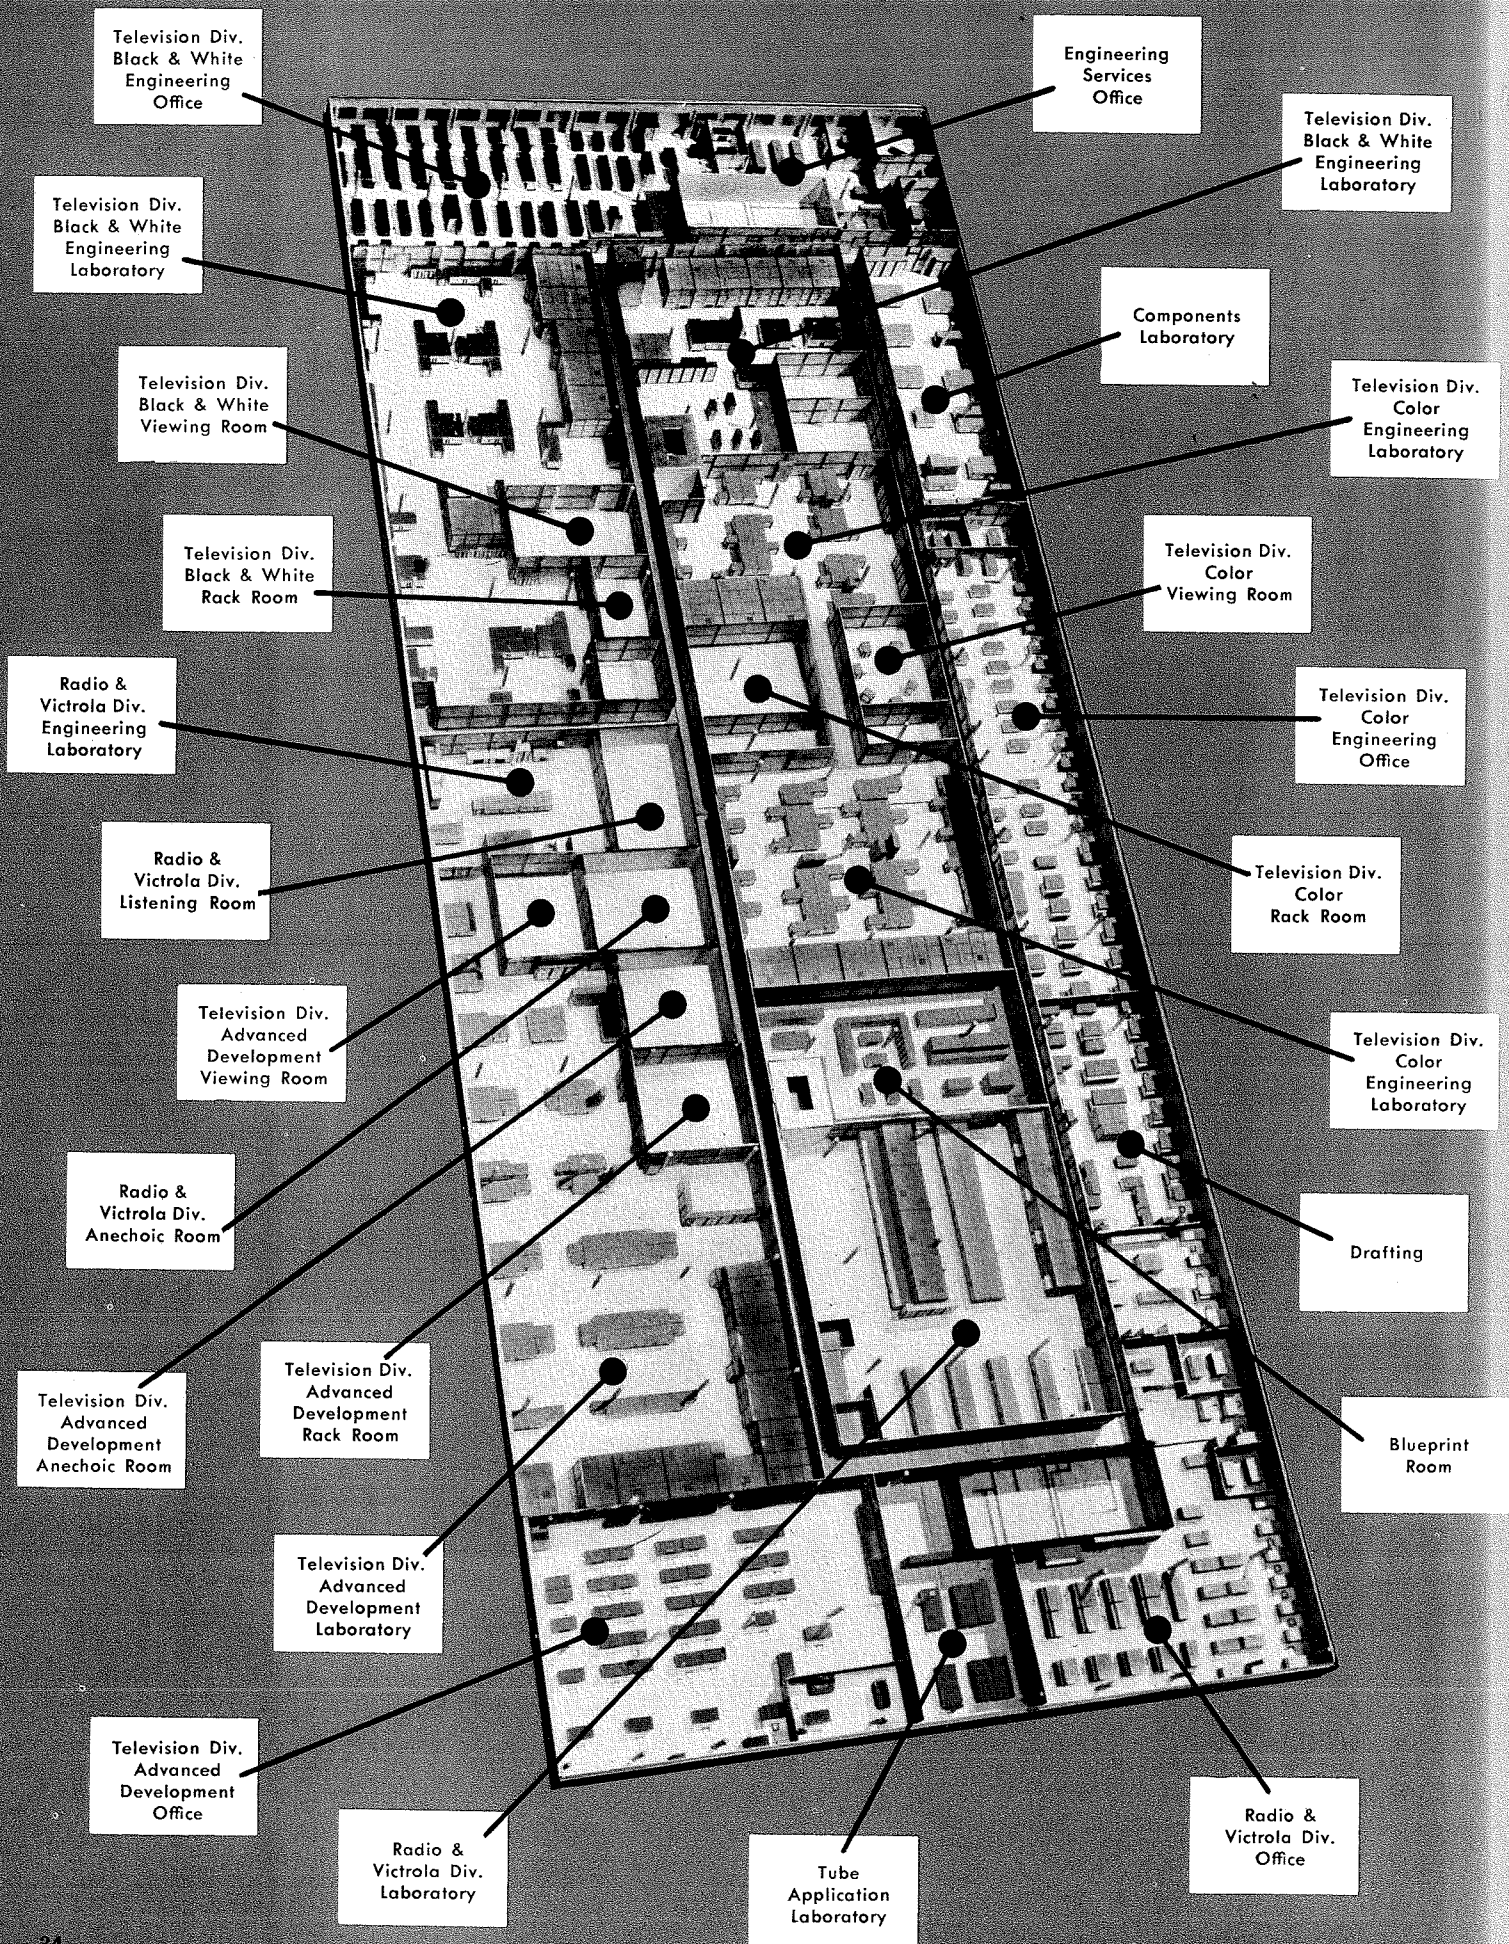 Television Div.
Black & White
Engineering
Office
Engineering
Services
Office
Television Div.
Black & White
Engineering
Laboratory
Television Div.
Black & White
Engineering
Laboratory
Components
Laboratory
Television Div.
Black & White
Viewing Room
Television Div.
Color
Engineering
Laboratory
Television Div.
Black & White
Rack Room
Television Div.
Color
Viewing Room
Radio &
Victrola Div.
Engineering
Laboratory
Television Div.
Color
Engineering
Office
Radio &
Victrola Div.
Listening Room
Television Div.
Color
Rack Room
Television Div.
Advanced
Development
Viewing Room
Television Div.
Color
Engineering
Laboratory
Radio &
Victrola Div.
Anechoic Room
Drafting
Television Div.
Advanced
Development
Anechoic Room
Television Div.
Advanced
Development
Rack Room
Blueprint
Room
Television Div.
Advanced
Development
Laboratory
Television Div.
Advanced
Development
Office
Radio &
Victrola Div.
Laboratory
Tube
Application
Laboratory
Radio &
Victrola Div.
Office